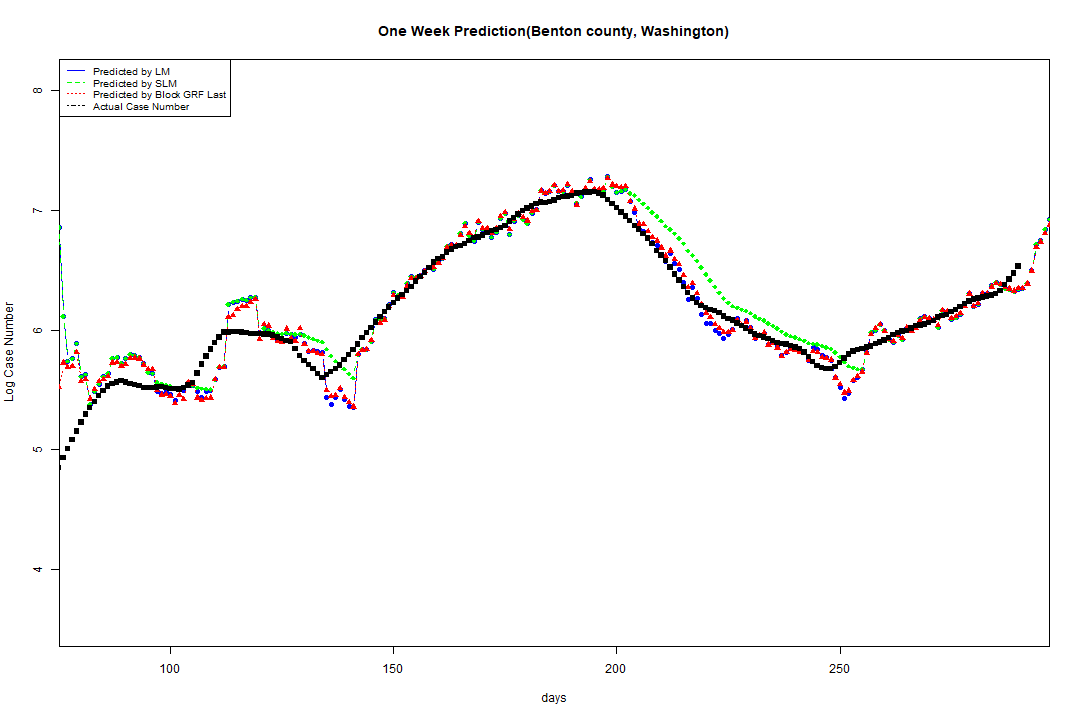 One Week Prediction(Benton county, Washington)
Predicted by LM
Predicted by SLM
Predicted by Block GRF Last
Actual Case Number
8
7
6
5
4
Log Case Number
100 150 200 250
days